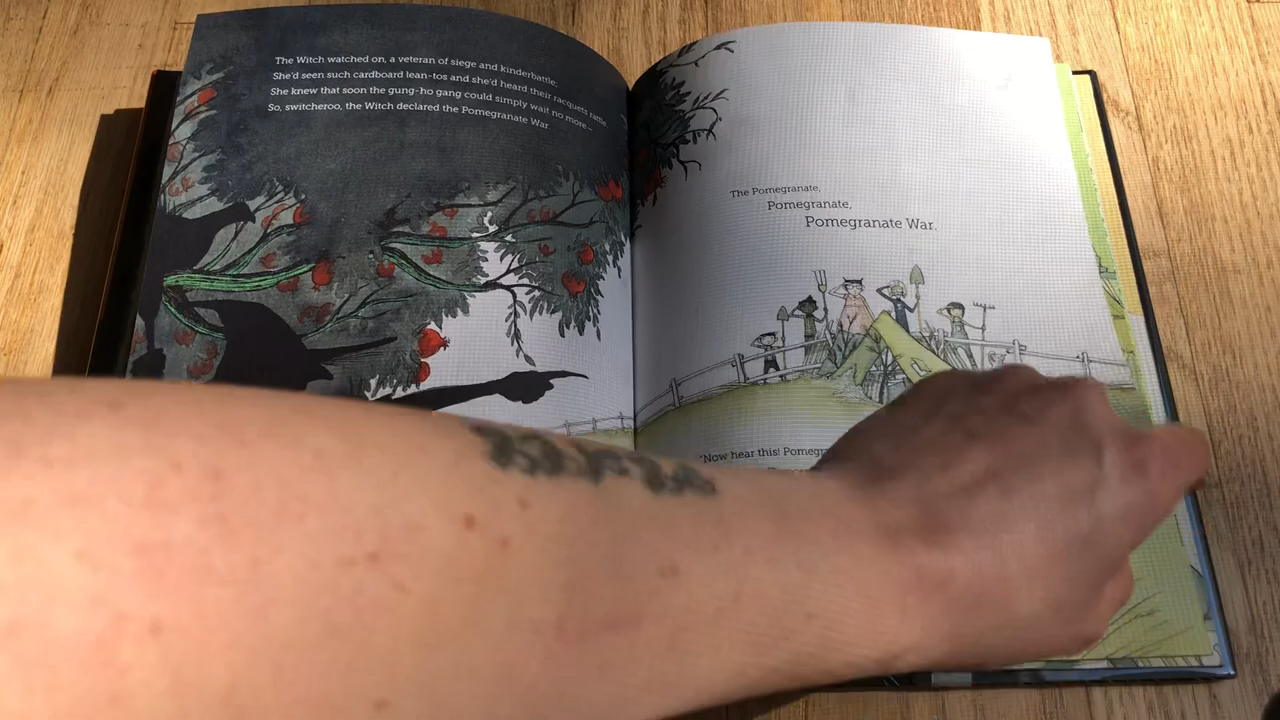 The Witch watched on, a veteran of siege and kinderbattle;
She'd seen such cardboard lean-tos and she'd heard their racquets rattle
She knew that soon the gung-ho gang could simply wait no more –
So, switcheroo, the Witch declared the Pomegranate War.
The Pomegranate,
Pomegranate,
Pomegranate War.
"Now hear this!